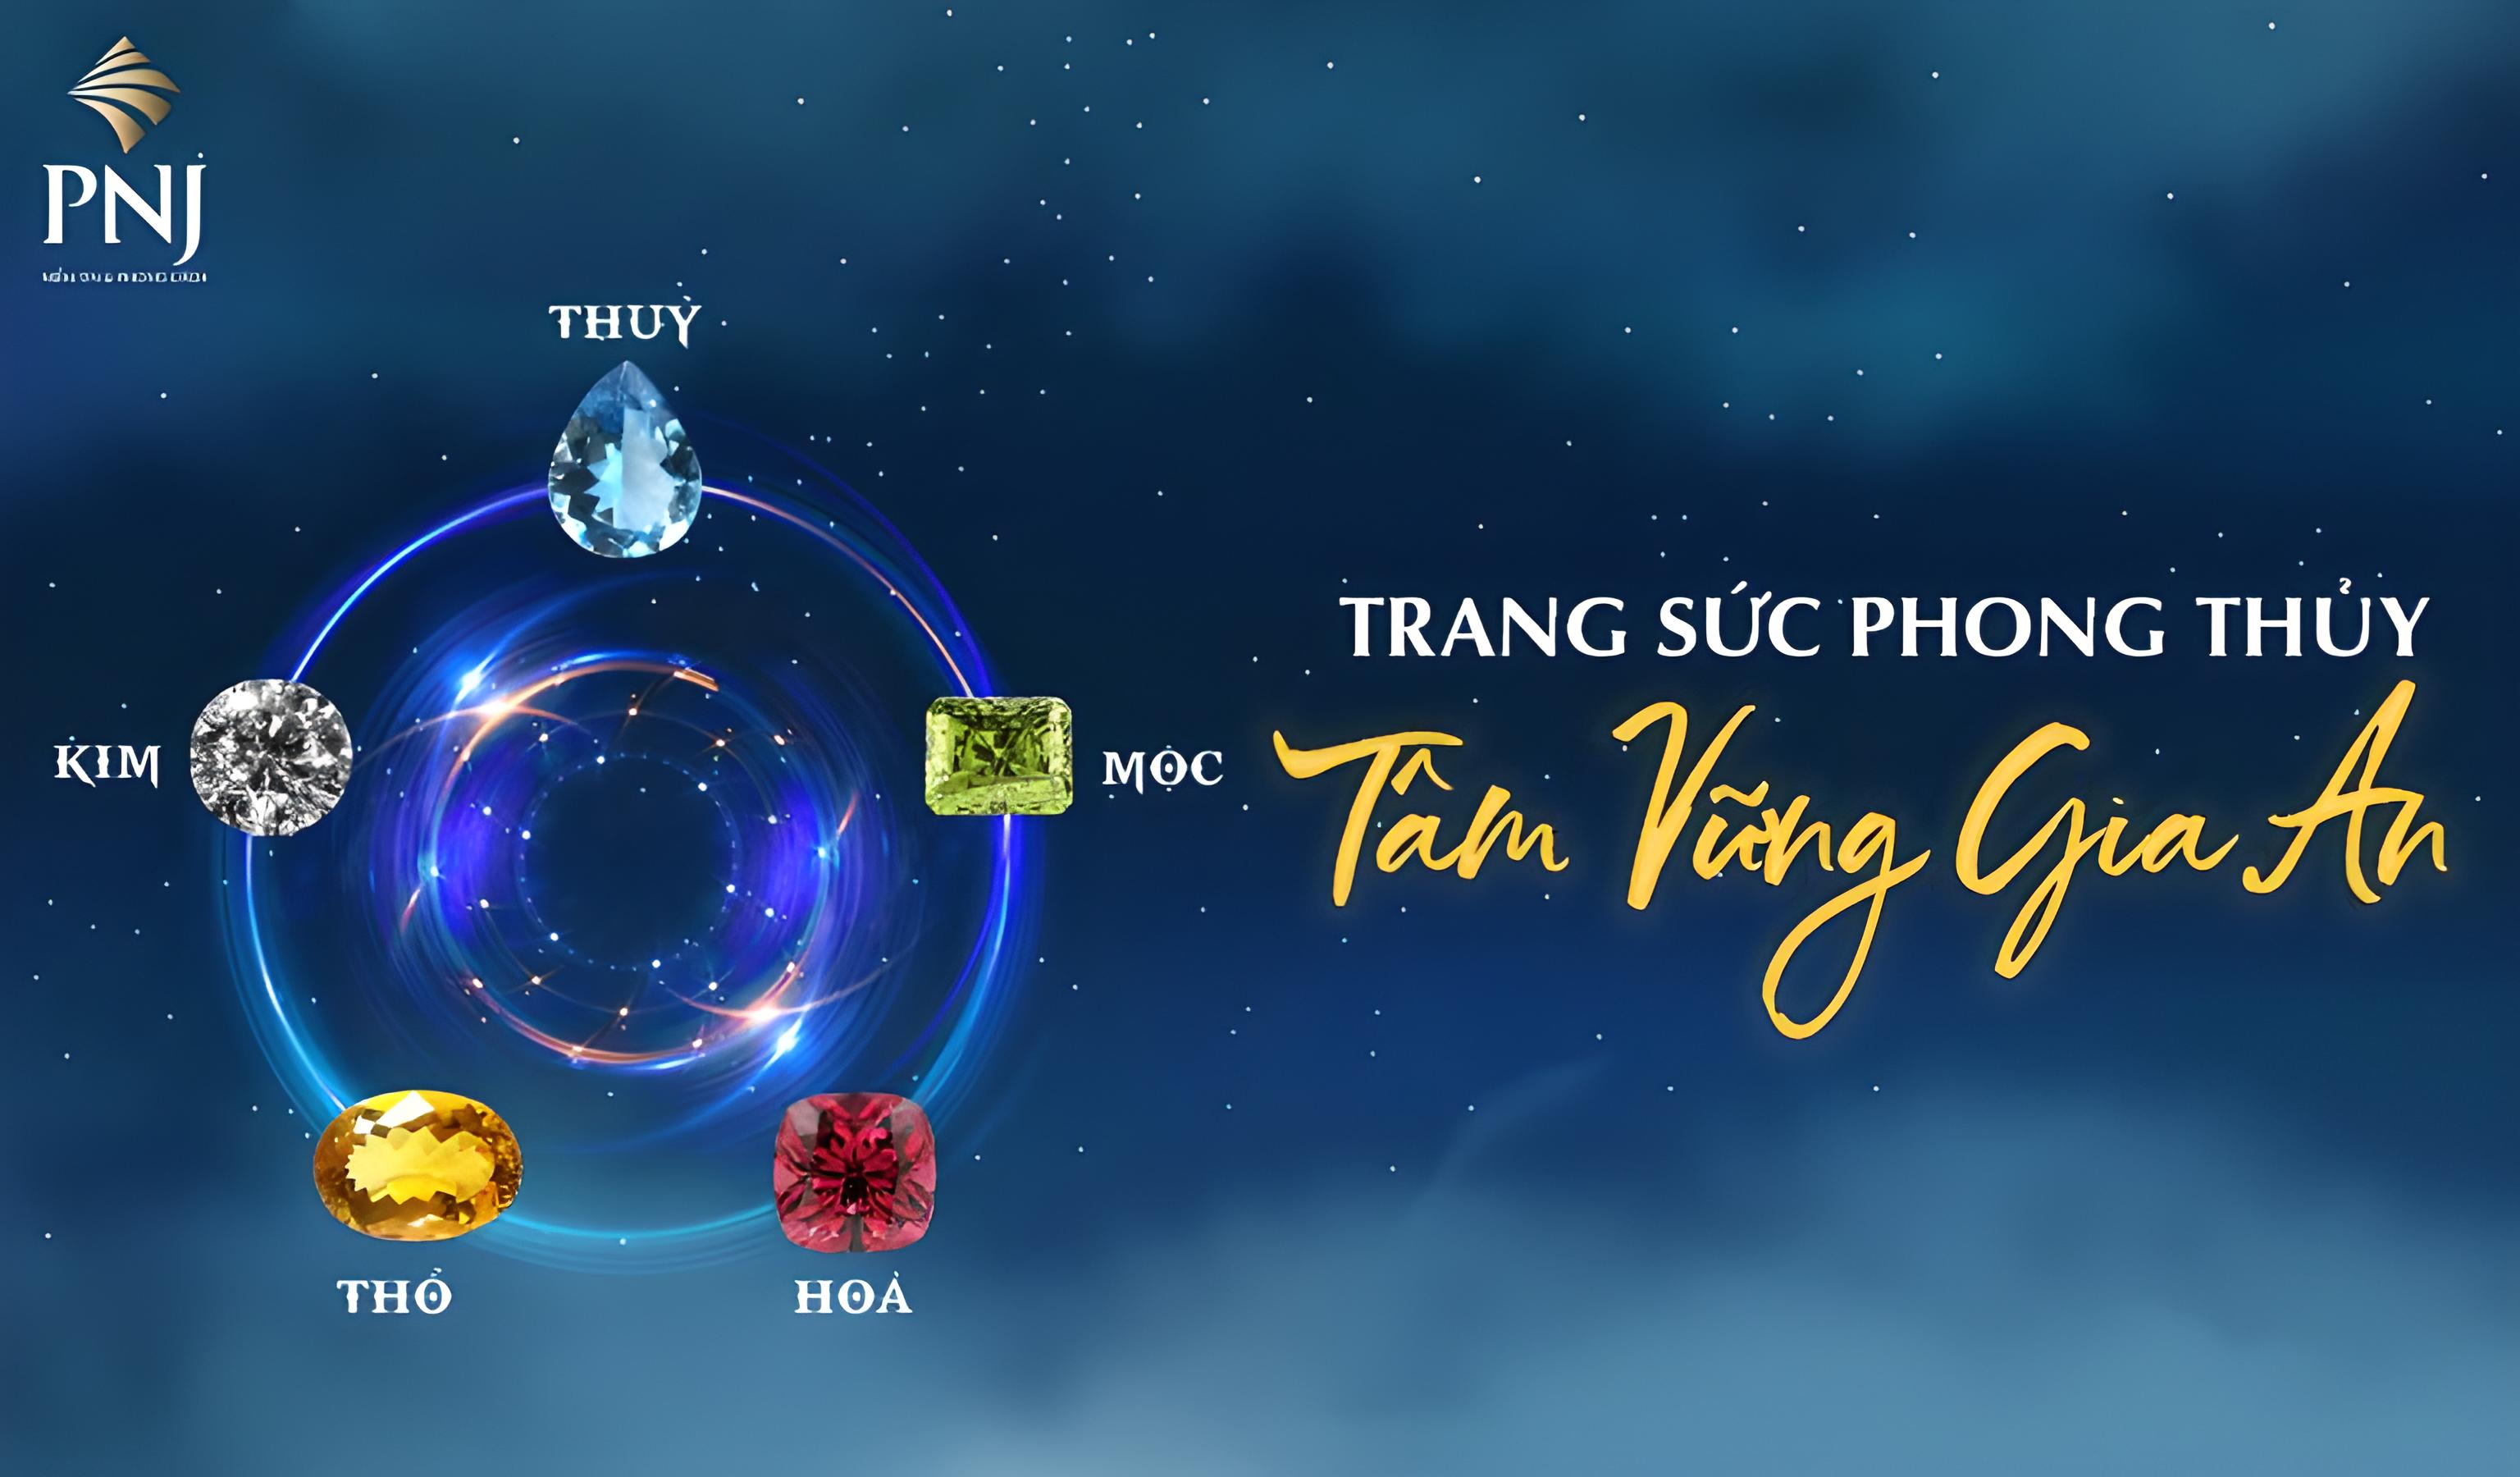 PNJ
THUỶ
KIM
MỘC
THỔ
HOẢ
TRANG SỨC PHONG THỦY
Tâm Vững Gia An